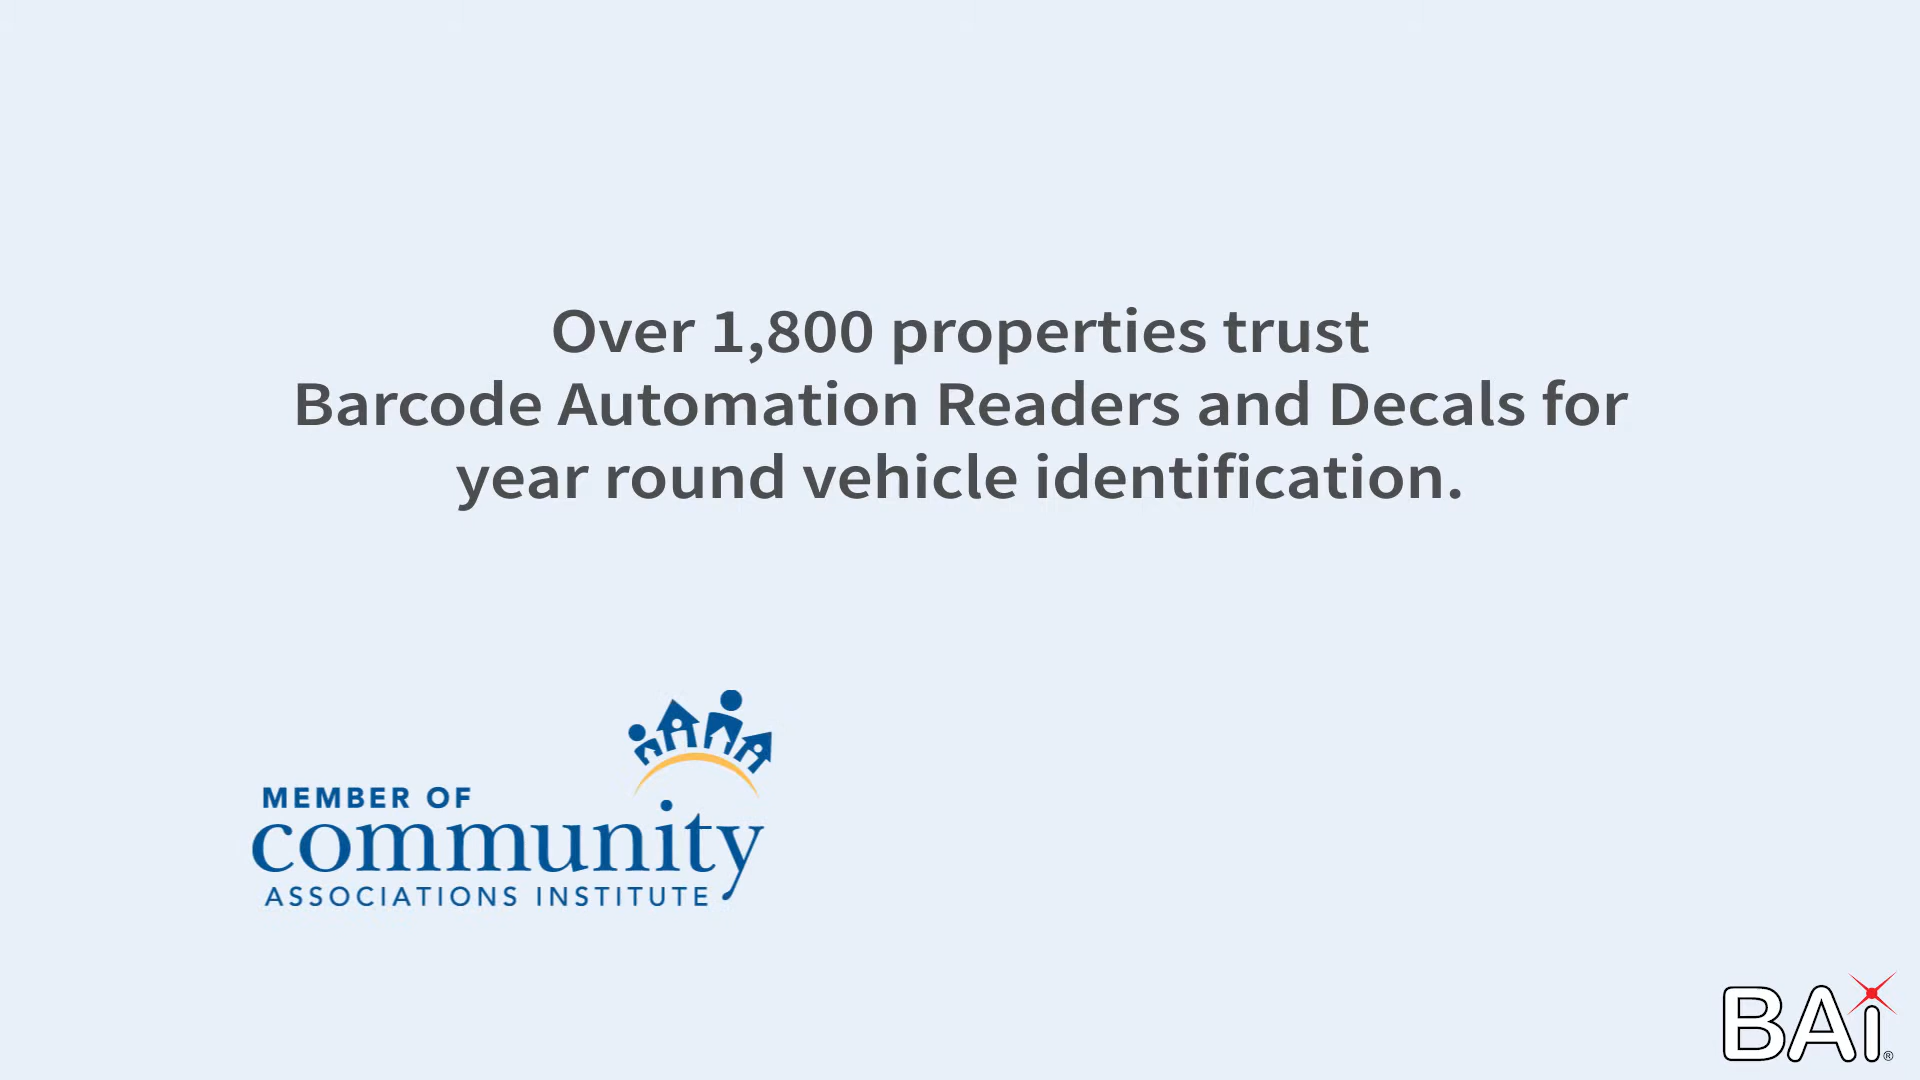 Over 1,800 properties trust
Barcode Automation Readers and Decals for
year round vehicle identification.
MEMBER OF
community
ASSOCIATIONS INSTITUTE
BAi®